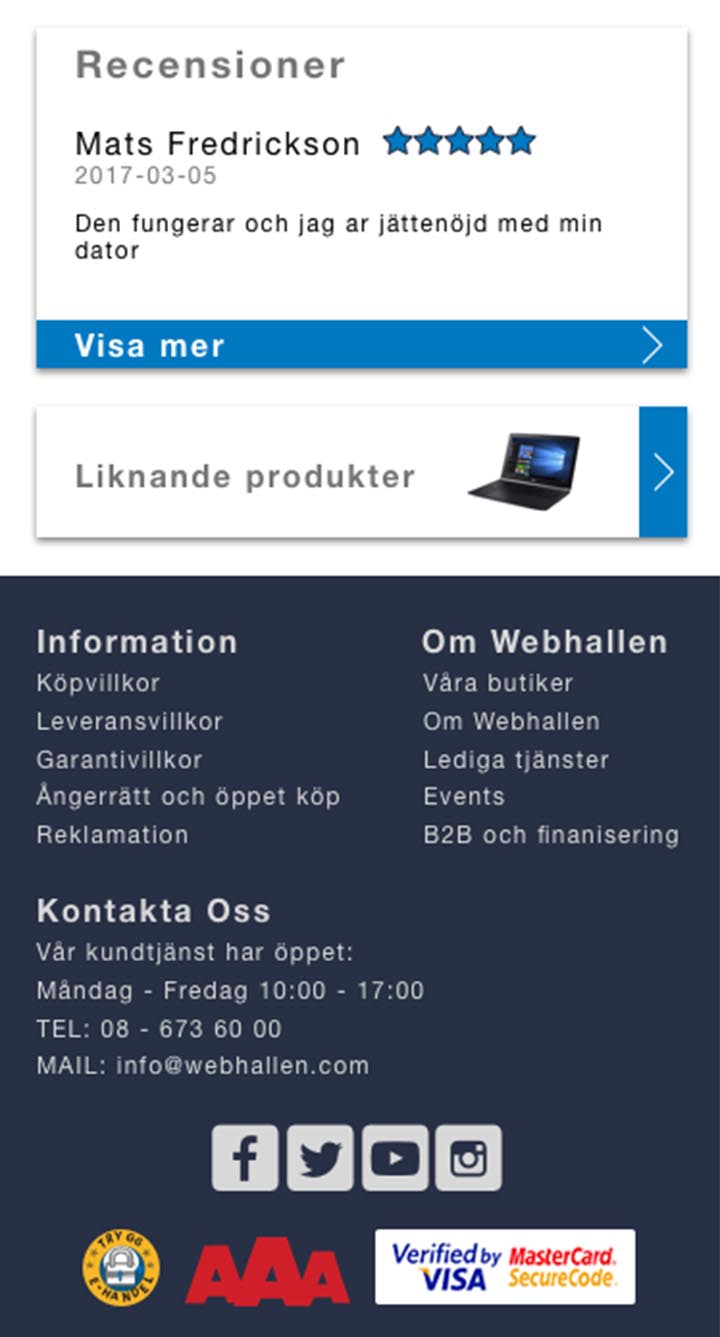 Recensioner
Mats Fredrickson
2017-03-05
Den fungerar och jag ar jättenöjd med min
dator
Visa mer
Liknande produkter
Information
Köpvillkor
Leveransvillkor
Garantivillkor
Ångerrätt och öppet köp
Reklamation
Om Webhallen
Våra butiker
Om Webhallen
Lediga tjänster
Events
B2B och finanisering
Kontakta Oss
Vår kundtjänst har öppet:
Måndag - Fredag 10:00 - 17:00
TEL: 08 - 673 60 00
MAIL: info@webhallen.com
TRYGG
E-HANDEL
AAA
Verified by
VISA
MasterCard.
SecureCode.